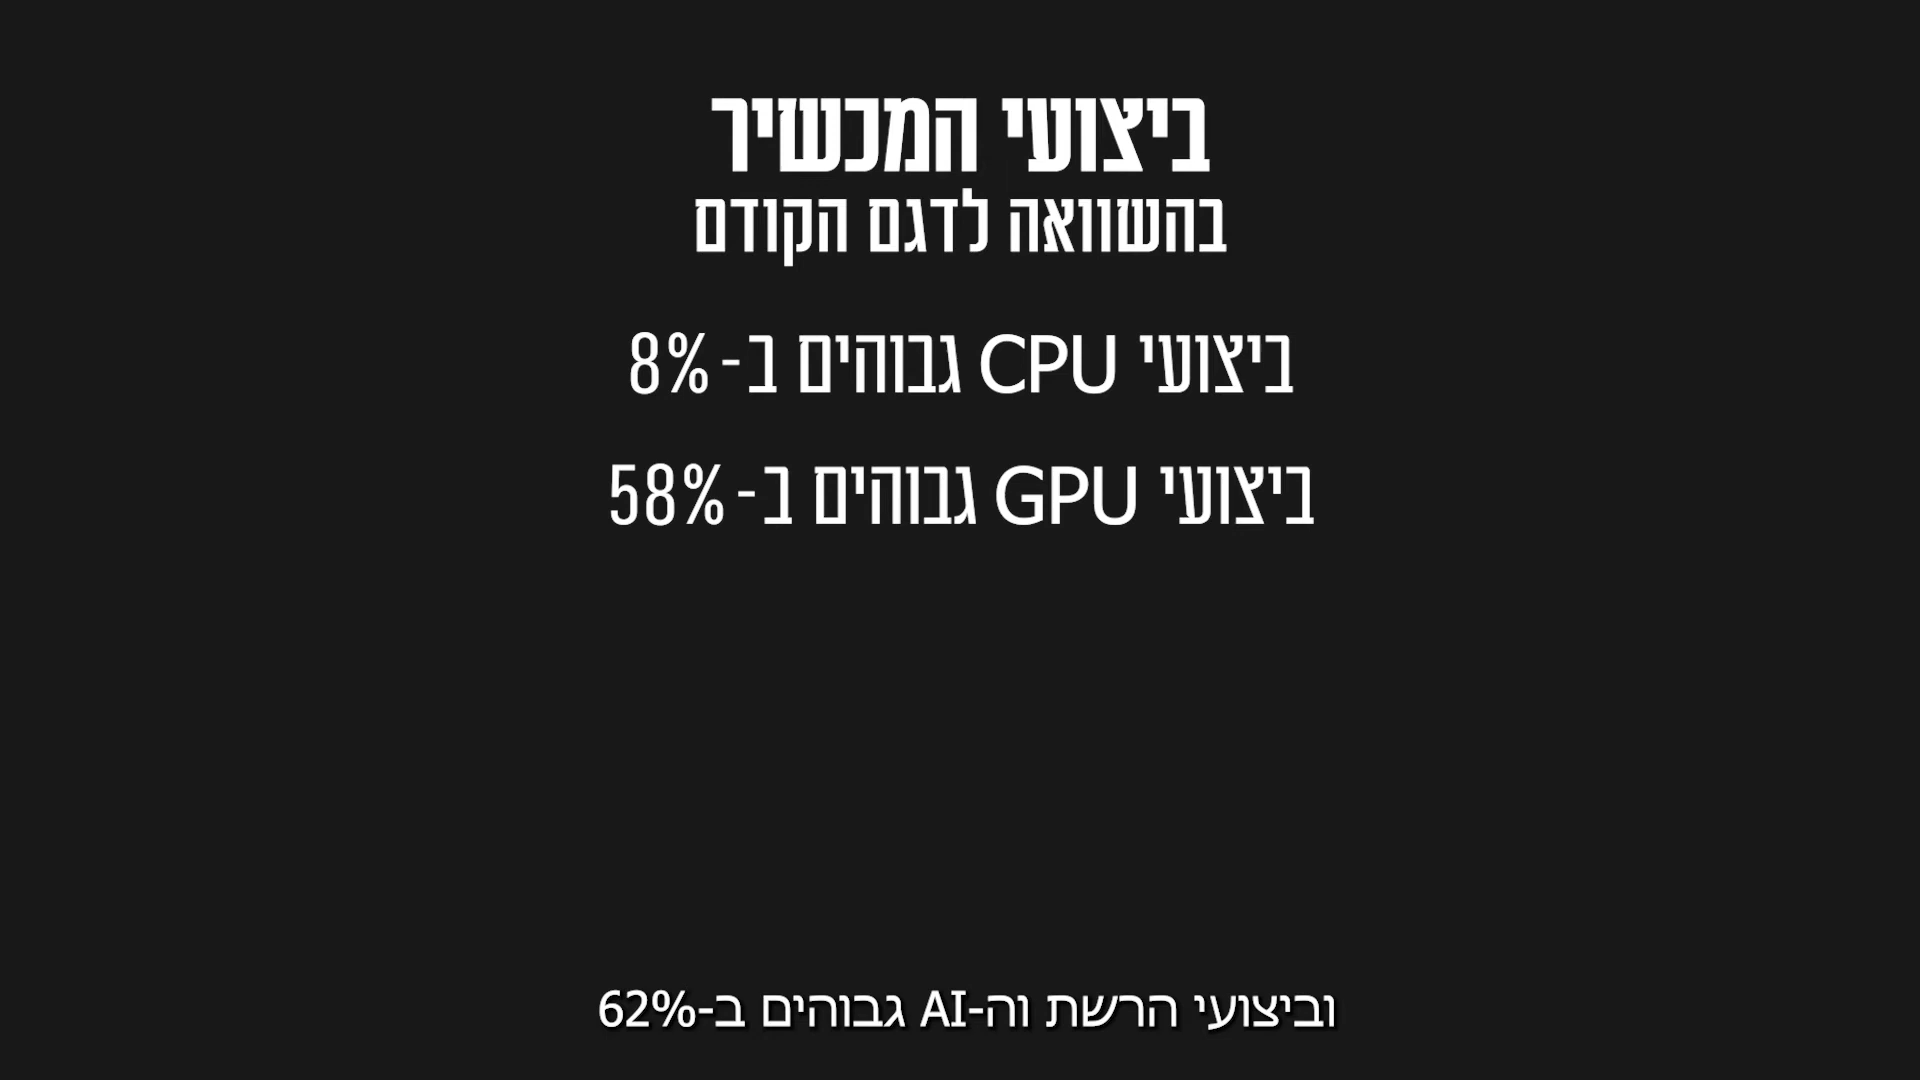 ביצועי המכשיר
בהשוואה לדגם הקודם
ביצועי CPU גבוהים ב-8%
ביצועי GPU גבוהים ב-58%
וביצועי הרשת וה-AI גבוהים ב-62%